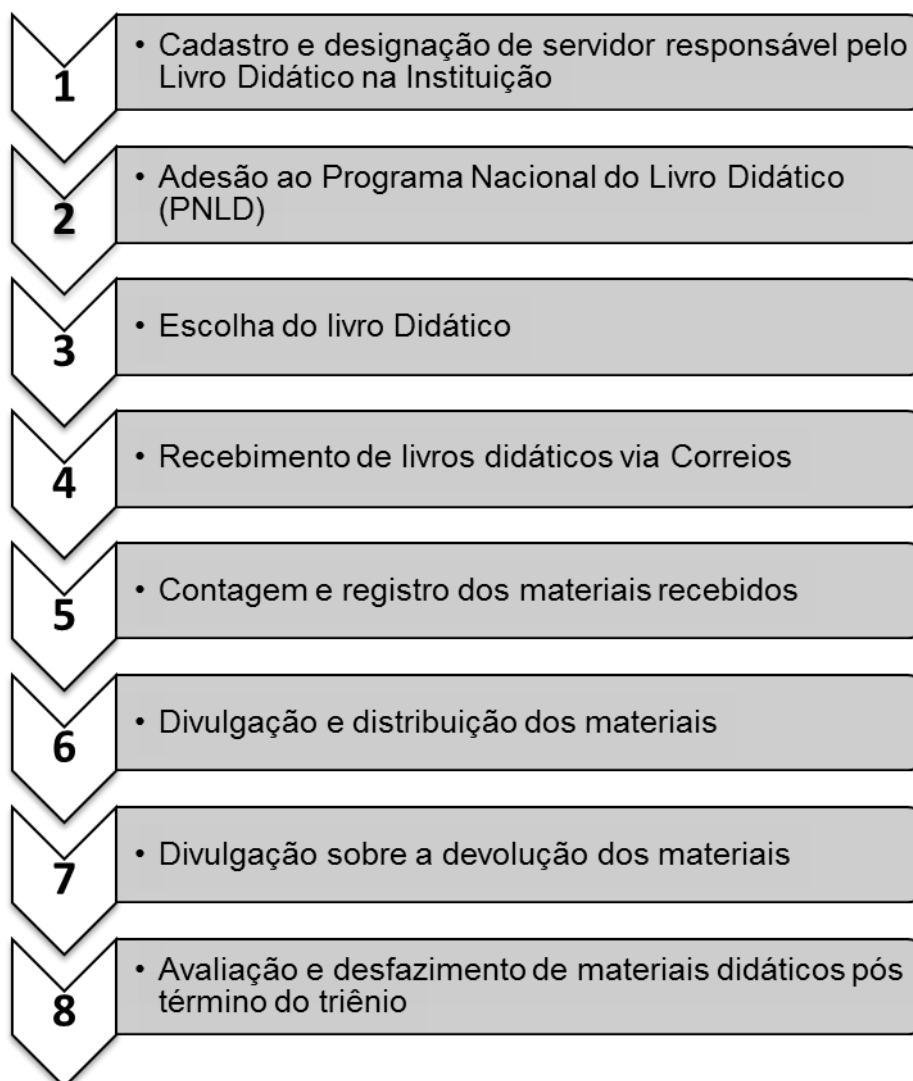 1
• Cadastro e designação de servidor responsável pelo
Livro Didático na Instituição
2
• Adesão ao Programa Nacional do Livro Didático
(PNLD)
3
• Escolha do livro Didático
4
• Recebimento de livros didáticos via Correios
5
• Contagem e registro dos materiais recebidos
6
• Divulgação e distribuição dos materiais
7
• Divulgação sobre a devolução dos materiais
8
• Avaliação e desfazimento de materiais didáticos pós
término do triênio